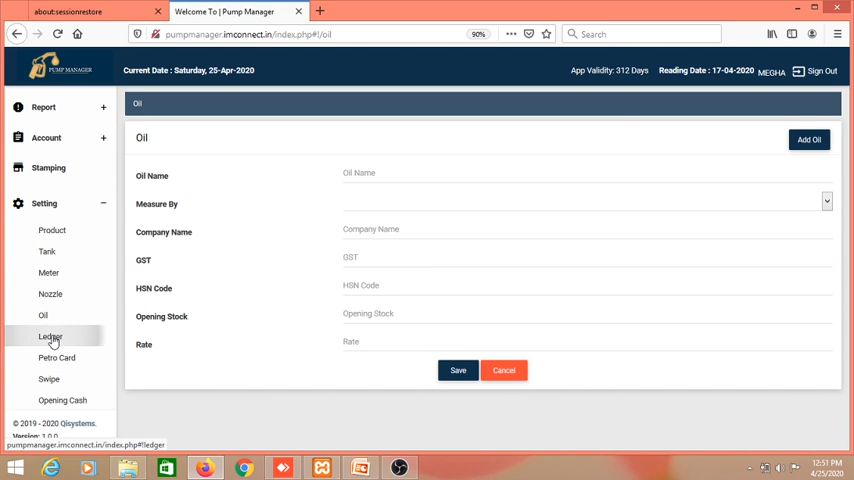 about:sessionrestore
Welcome To | Pump Manager
pumpmanager.imconnect.in/index.php#!/oil
90%
Search
PUMP MANAGER
Current Date : Saturday, 25-Apr-2020
App Validity: 312 Days
Reading Date : 17-04-2020
MEGHA
Sign Out
Report
Account
Stamping
Setting
Product
Tank
Meter
Nozzle
Oil
Ledger
Petro Card
Swipe
Opening Cash
© 2019 - 2020 Qisystems.
Version: 1.0.0
pumpmanager.imconnect.in/index.php#!ledger
Oil
Oil
Add Oil
Oil Name
Oil Name
Measure By
Company Name
Company Name
GST
GST
HSN Code
HSN Code
Opening Stock
Opening Stock
Rate
Rate
Save
Cancel
12:51 PM
4/25/2020